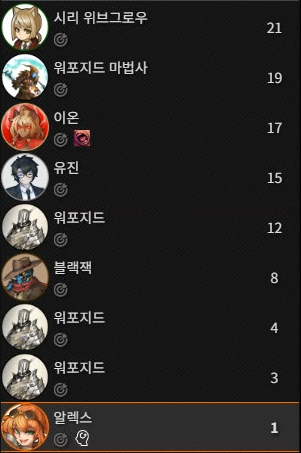 시리 위브그로우
21
워포지드 마법사
19
이온
17
유진
15
워포지드
12
블랙잭
8
워포지드
4
워포지드
3
알렉스
1